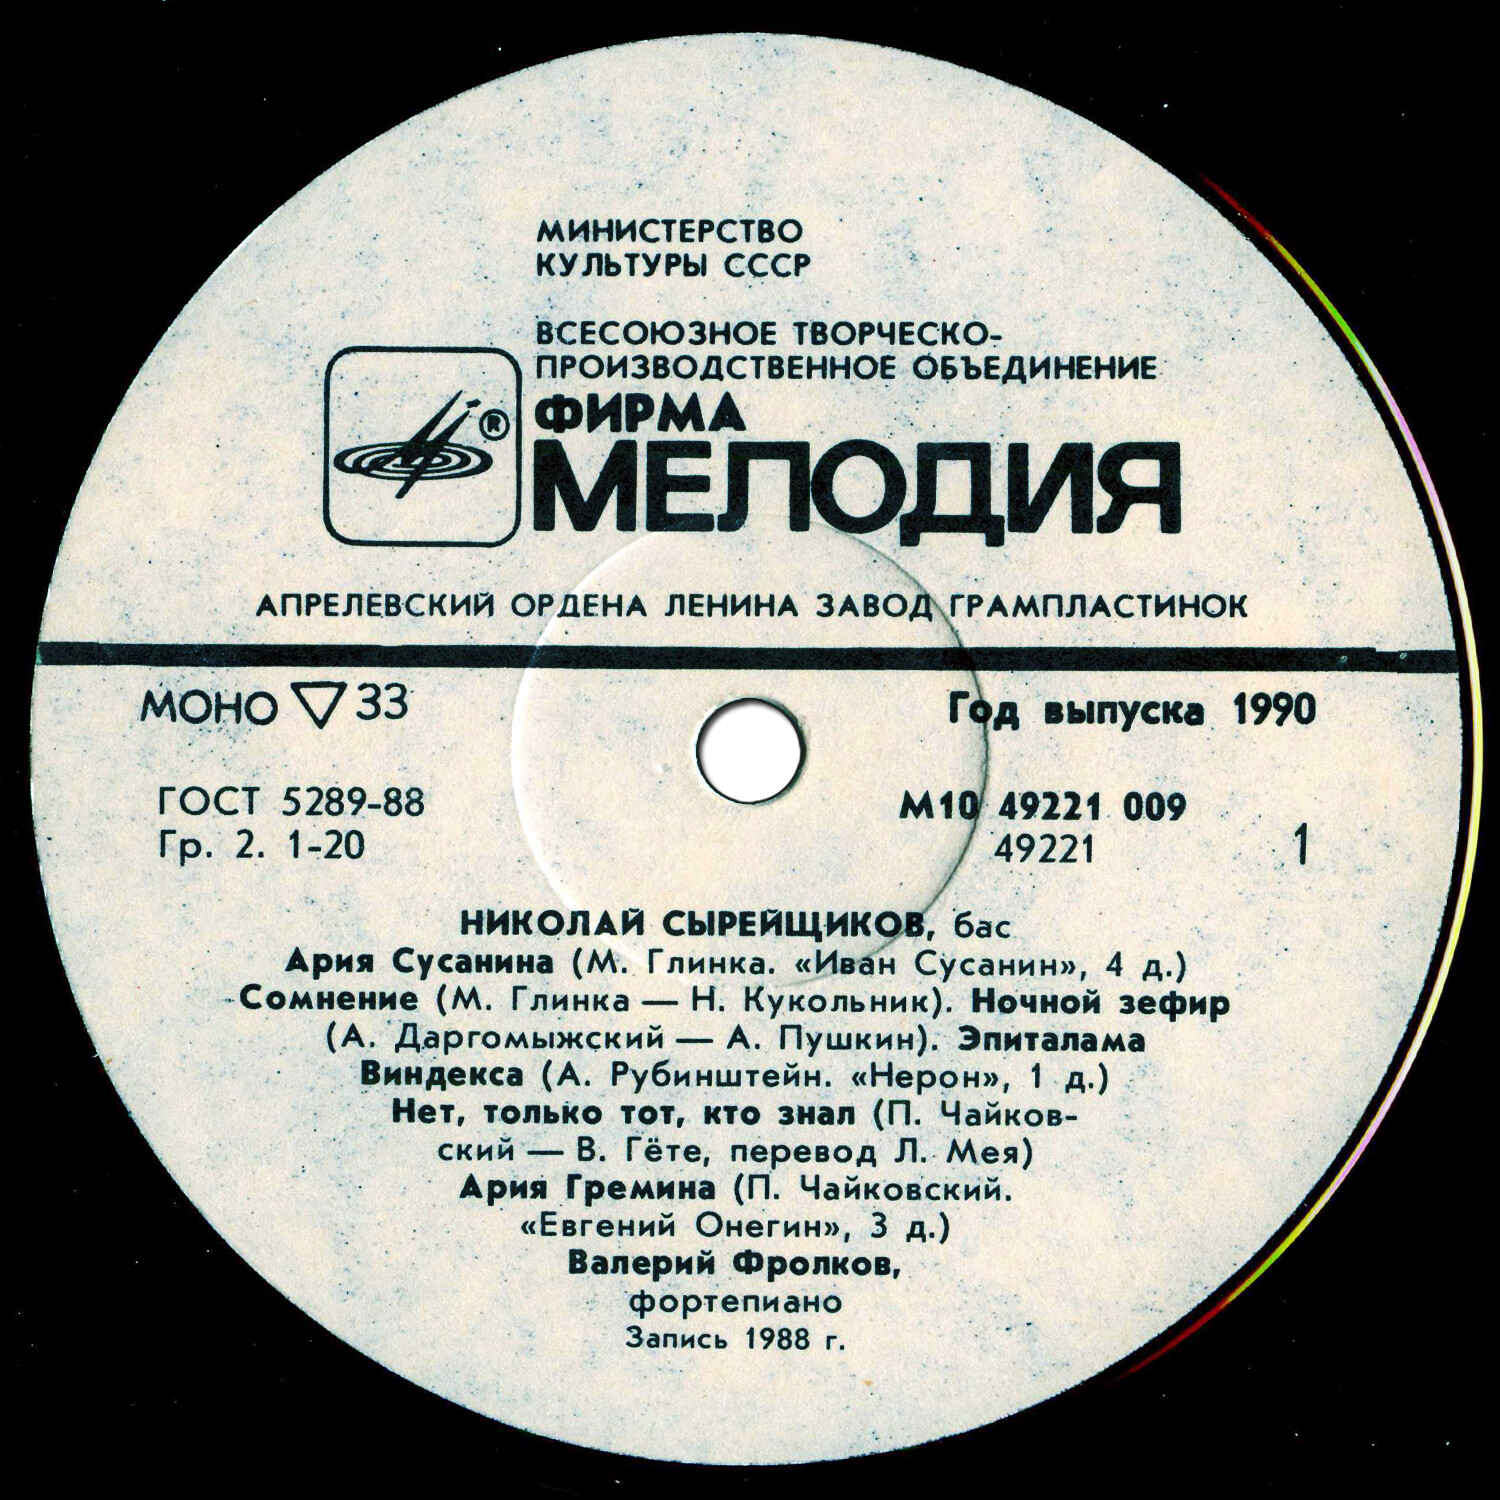 МИНИСТЕРСТВО
КУЛЬТУРЫ СССР
ВСЕСОЮЗНОЕ ТВОРЧЕСКО-
ПРОИЗВОДСТВЕННОЕ ОБЪЕДИНЕНИЕ
ФИРМА
МЕЛОДИЯ
®
АПРЕЛЕВСКИЙ ОРДЕНА ЛЕНИНА ЗАВОД ГРАМПЛАСТИНОК
МОНО ▽ 33
Год выпуска 1990
ГОСТ 5289-88
Гр. 2. 1-20
М10 49221 009
49221
1
НИКОЛАЙ СЫРЕЙЩИКОВ, бас
Ария Сусанина (М. Глинка. «Иван Сусанин», 4 д.)
Сомнение (М. Глинка — Н. Кукольник). Ночной зефир
(А. Даргомыжский — А. Пушкин). Эпиталама
Виндекса (А. Рубинштейн. «Нерон», 1 д.)
Нет, только тот, кто знал (П. Чайков-
ский — В. Гёте, перевод Л. Мея)
Ария Гремина (П. Чайковский.
«Евгений Онегин», 3 д.)
Валерий Фролков,
фортепиано
Запись 1988 г.